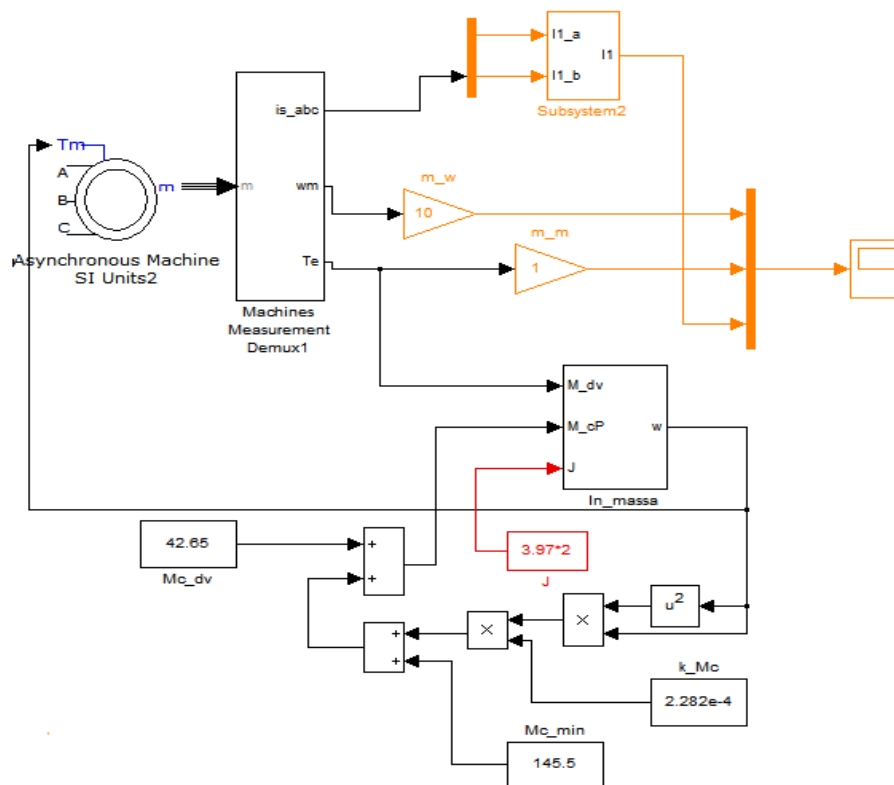 I1_a
I1
I1_b
Subsystem2
is_abc
Tm
A
m
m
wm
m_w
10
B
C
m_m
Te
1
Asynchronous Machine
SI Units2
Machines
Measurement
Demux1
M_dv
M_cP
w
J
In_massa
42.65
Mc_dv
+
+
3.97*2
J
u²
×
×
+
+
k_Mc
2.282e-4
Mc_min
145.5